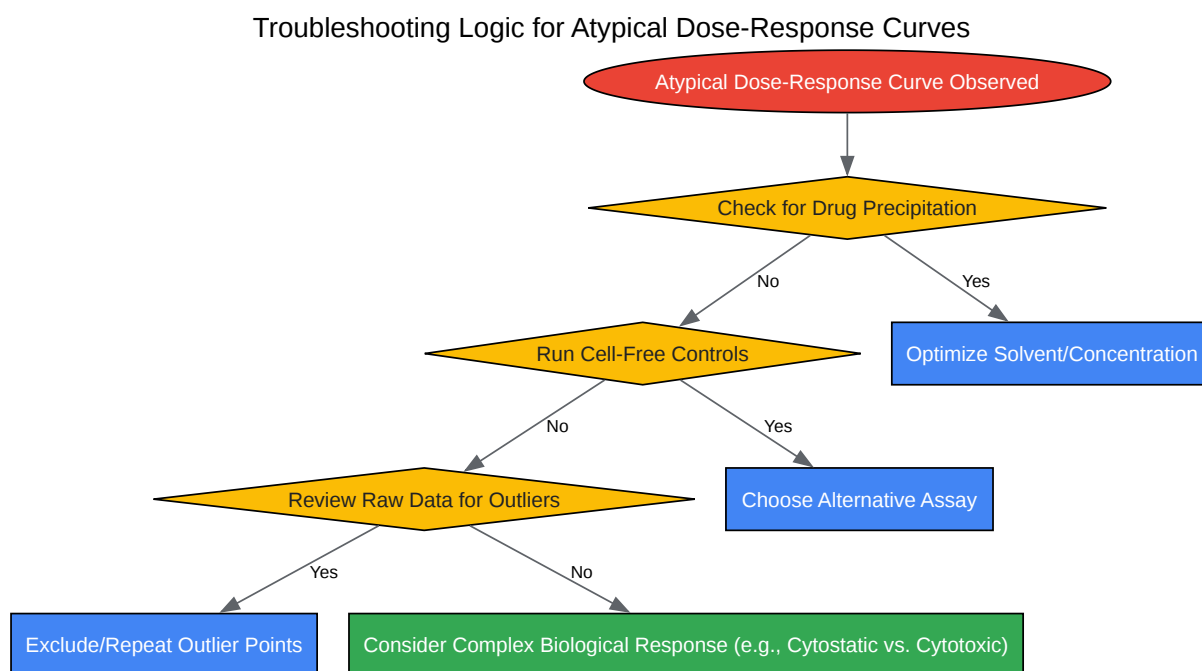 Troubleshooting Logic for Atypical Dose-Response Curves
Atypical Dose-Response Curve Observed
Check for Drug Precipitation
No
Yes
Run Cell-Free Controls
Optimize Solvent/Concentration
No
Yes
Review Raw Data for Outliers
Choose Alternative Assay
Yes
No
Exclude/Repeat Outlier Points
Consider Complex Biological Response (e.g., Cytostatic vs. Cytotoxic)